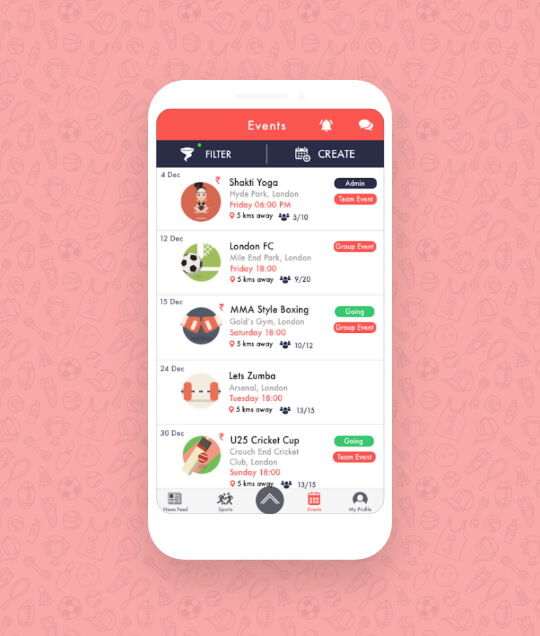 Events
FILTER
CREATE
4 Dec
₹
Shakti Yoga
Admin
Hyde Park, London
Team Event
Friday 06:00 PM
5 kms away 5/10
12 Dec
London FC
Group Event
Mile End Park, London
Friday 18:00
5 kms away 9/20
15 Dec
₹
MMA Style Boxing
Going
Gold's Gym, London
Group Event
Saturday 18:00
5 kms away 10/12
24 Dec
Lets Zumba
Arsenal, London
Tuesday 18:00
5 kms away 13/15
30 Dec
₹
U25 Cricket Cup
Going
Crouch End Cricket
Team Event
Club, London
Sunday 18:00
5 kms away 13/15
News Feed
Sports
Events
My Profile